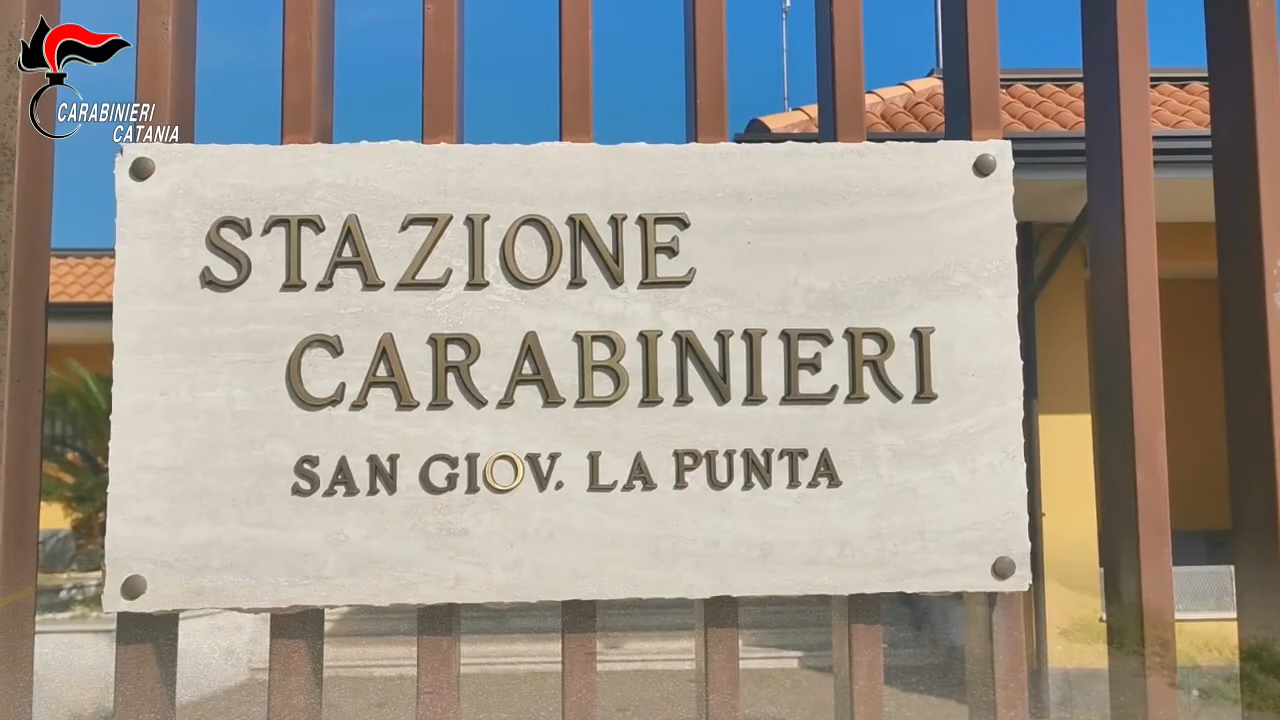 CARABINIERI
CATANIA
STAZIONE
CARABINIERI
SAN GIOV. LA PUNTA